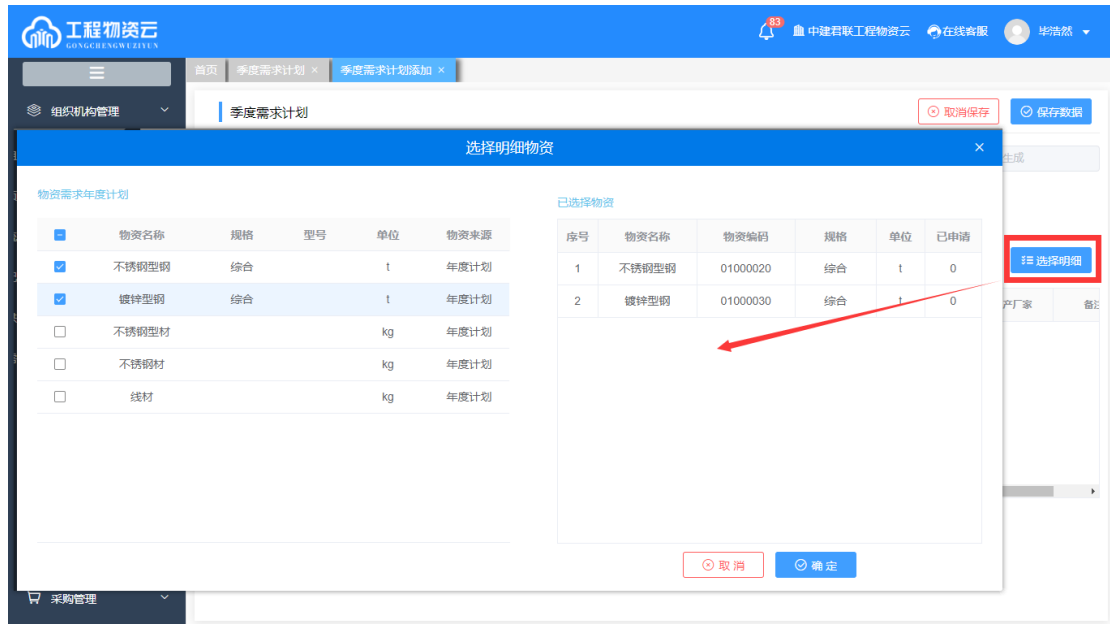 工程物资云
GONGCHENGWUZIYUN
83
中建君联工程物资云
在线客服
毕浩然
首页
季度需求计划 ×
季度需求计划添加 ×
组织机构管理
季度需求计划
取消保存
保存数据
选择明细物资
×
生成
物资需求年度计划
已选择物资
物资名称 规格 型号 单位 物资来源
不锈钢型钢 综合 t 年度计划
镀锌型钢 综合 t 年度计划
不锈钢型材 kg 年度计划
不锈钢材 kg 年度计划
线材 kg 年度计划
序号 物资名称 物资编码 规格 单位 已申请
1 不锈钢型钢 01000020 综合 t 0
2 镀锌型钢 01000030 综合 t 0
选择明细
产厂家
取 消
确 定
采购管理